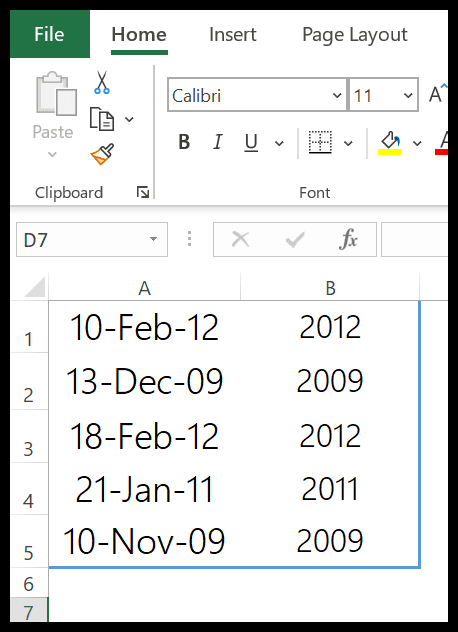 File Home Insert Page Layout
Calibri 11 A
Paste
B I U A
Clipboard Font
D7 fx
A B
1 10-Feb-12 2012
2 13-Dec-09 2009
3 18-Feb-12 2012
4 21-Jan-11 2011
5 10-Nov-09 2009
6
7